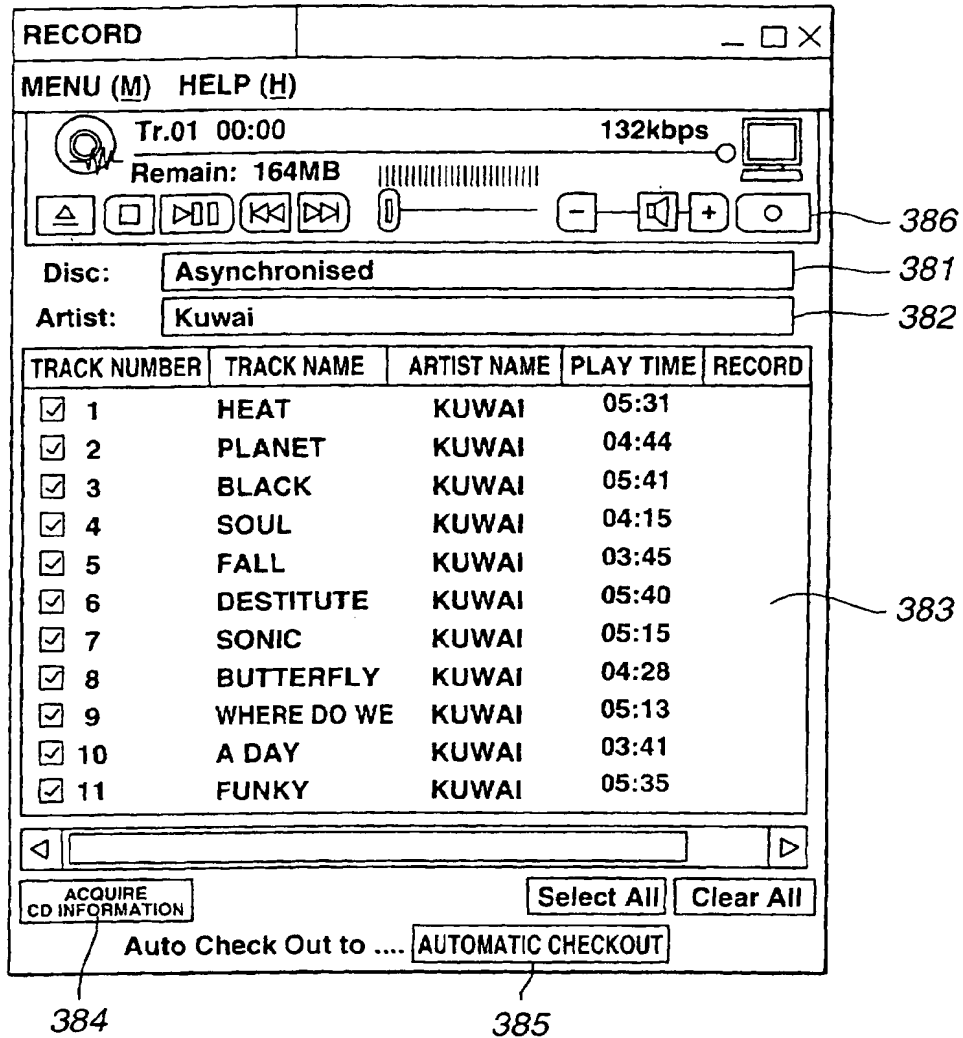 RECORD
MENU (M) HELP (H)
Tr.01 00:00 132kbps
Remain: 164MB
386
Disc: Asynchronised 381
Artist: Kuwai 382
TRACK NUMBER TRACK NAME ARTIST NAME PLAY TIME RECORD
1 HEAT KUWAI 05:31
2 PLANET KUWAI 04:44
3 BLACK KUWAI 05:41
4 SOUL KUWAI 04:15
5 FALL KUWAI 03:45
6 DESTITUTE KUWAI 05:40
383
7 SONIC KUWAI 05:15
8 BUTTERFLY KUWAI 04:28
9 WHERE DO WE KUWAI 05:13
10 A DAY KUWAI 03:41
11 FUNKY KUWAI 05:35
ACQUIRE
CD INFORMATION
Select All Clear All
Auto Check Out to .... AUTOMATIC CHECKOUT
384 385